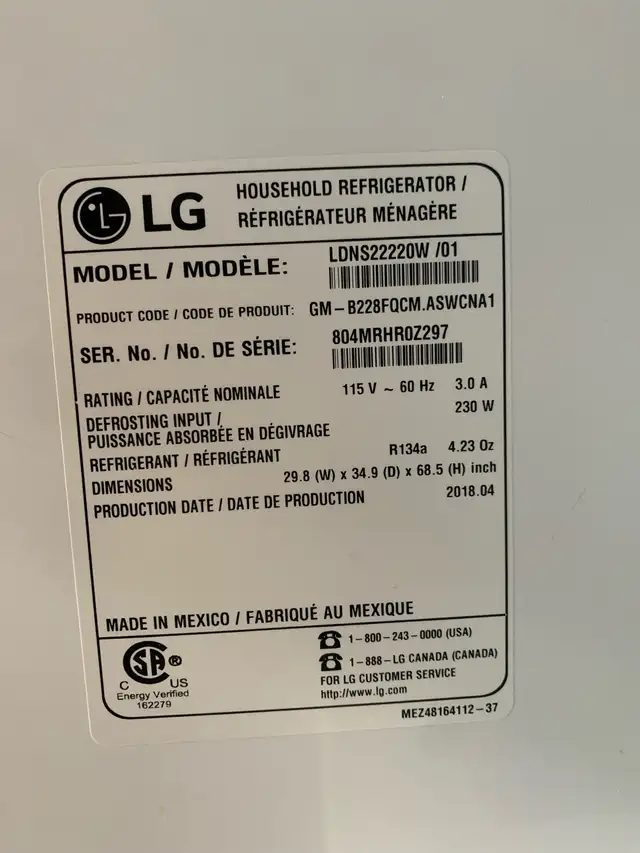 LG HOUSEHOLD REFRIGERATOR /
RÉFRIGÉRATEUR MÉNAGÈRE
MODEL / MODÈLE: LDNS22220W /01
PRODUCT CODE / CODE DE PRODUIT: GM-B228FQCM.ASWCNA1
SER. No. / No. DE SÉRIE: 804MRHR0Z297
RATING / CAPACITÉ NOMINALE 115 V ~ 60 Hz 3.0 A
DEFROSTING INPUT /
PUISSANCE ABSORBÉE EN DÉGIVRAGE 230 W
REFRIGERANT / RÉFRIGÉRANT R134a 4.23 Oz
DIMENSIONS 29.8 (W) x 34.9 (D) x 68.5 (H) inch
PRODUCTION DATE / DATE DE PRODUCTION 2018.04
MADE IN MEXICO / FABRIQUÉ AU MEXIQUE
SA ®
C US
Energy Verified
162279
1-800-243-0000 (USA)
1-888-LG CANADA (CANADA)
FOR LG CUSTOMER SERVICE
http://www.lg.com
MEZ48164112-37